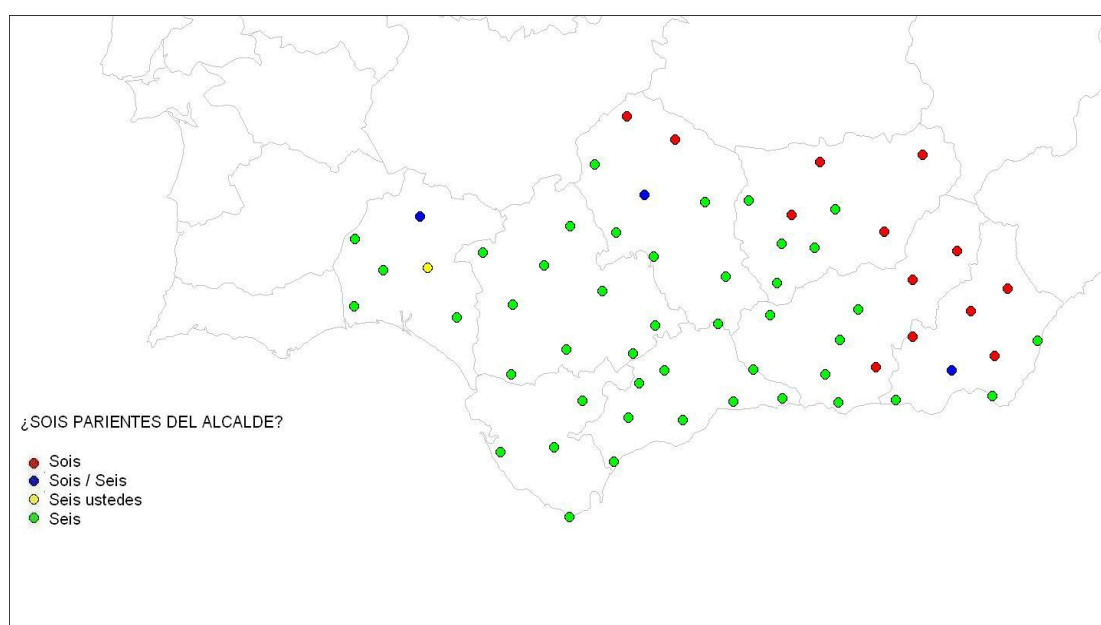 ¿SOIS PARIENTES DEL ALCALDE?
Sois
Sois / Seis
Seis ustedes
Seis